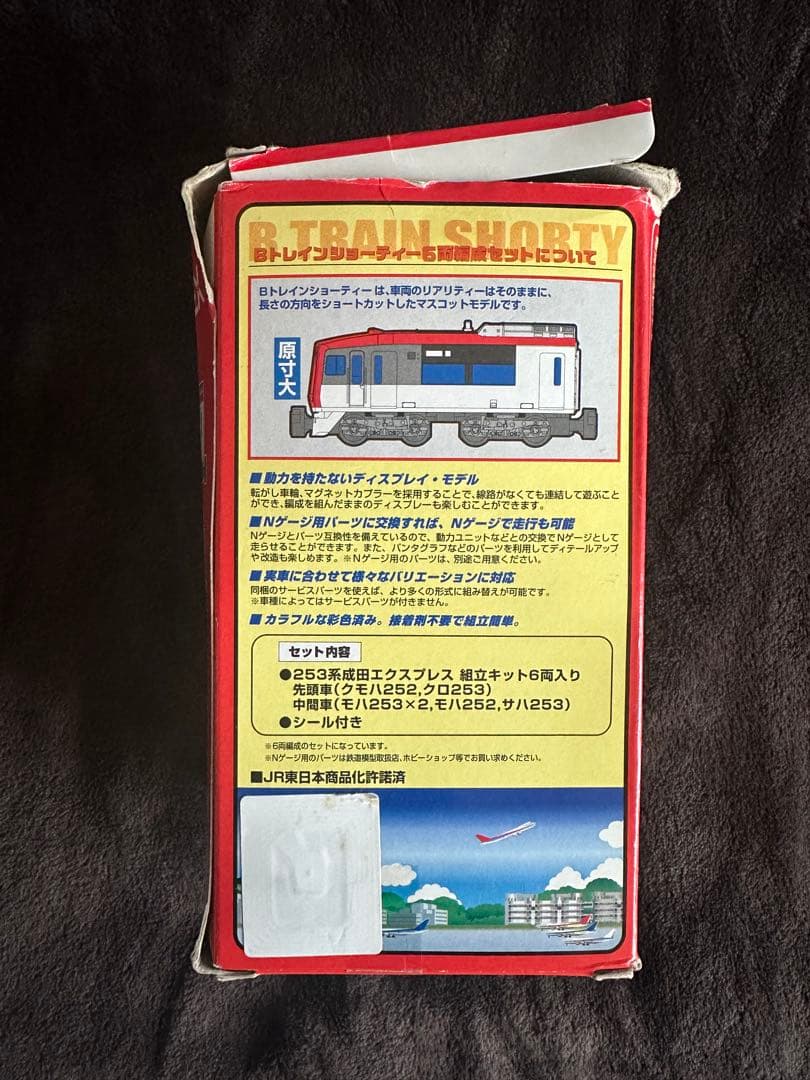 B TRAIN SHORTY
Bトレインショーティー6両編成セットについて
Bトレインショーティーは、車両のリアリティーはそのままに、
長さの方向をショートカットしたマスコットモデルです。
原寸大
■動力を持たないディスプレイ・モデル
転がし車輪、マグネットカプラーを採用することで、線路がなくても連結して遊ぶこと
ができ、編成を組んだままのディスプレーも楽しむことができます。
■Nゲージ用パーツに交換すれば、Nゲージで走行も可能
Nゲージとパーツ互換性を備えているので、動力ユニットなどとの交換でNゲージとして
走らせることができます。また、パンタグラフなどのパーツを利用してディテールアップ
や改造も楽しめます。※Nゲージ用のパーツは、別途ご用意ください。
■実車に合わせて様々なバリエーションに対応
同梱のサービスパーツを使えば、より多くの形式に組み替えが可能です。
※車種によってはサービスパーツが付きません。
■カラフルな彩色済み。接着剤不要で組立簡単。
セット内容
●253系成田エクスプレス 組立キット6両入り
先頭車(クモハ252,クロ253)
中間車(モハ253×2,モハ252,サハ253)
●シール付き
※6両編成のセットになっています。
※Nゲージ用のパーツは鉄道模型取扱店、ホビーショップ等でお買い求めください。
■JR東日本商品化許諾済